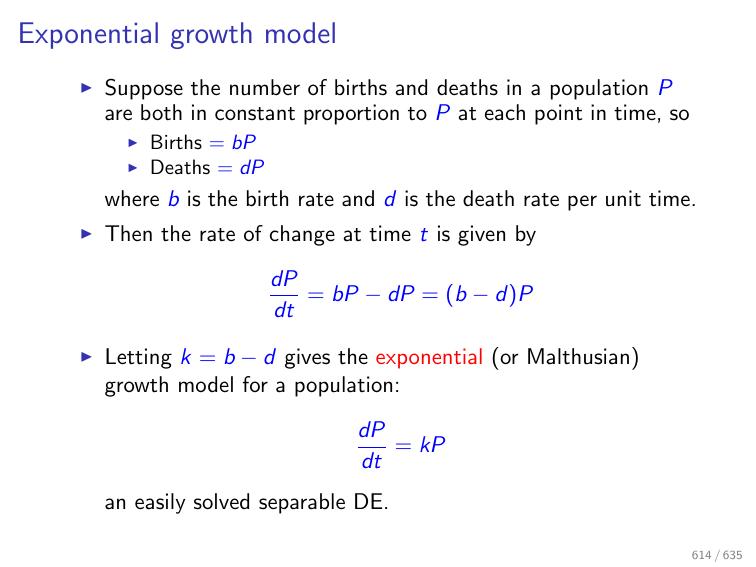 Exponential growth model
▶ Suppose the number of births and deaths in a population P
are both in constant proportion to P at each point in time, so
▶ Births = bP
▶ Deaths = dP
where b is the birth rate and d is the death rate per unit time.
▶ Then the rate of change at time t is given by
dP/dt = bP − dP = (b − d)P
▶ Letting k = b − d gives the exponential (or Malthusian)
growth model for a population:
dP/dt = kP
an easily solved separable DE.
614 / 635